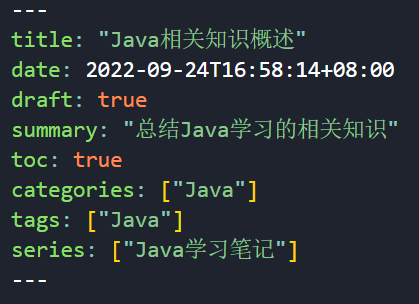 ---
title: "Java相关知识概述"
date: 2022-09-24T16:58:14+08:00
draft: true
summary: "总结Java学习的相关知识"
toc: true
categories: ["Java"]
tags: ["Java"]
series: ["Java学习笔记"]
---